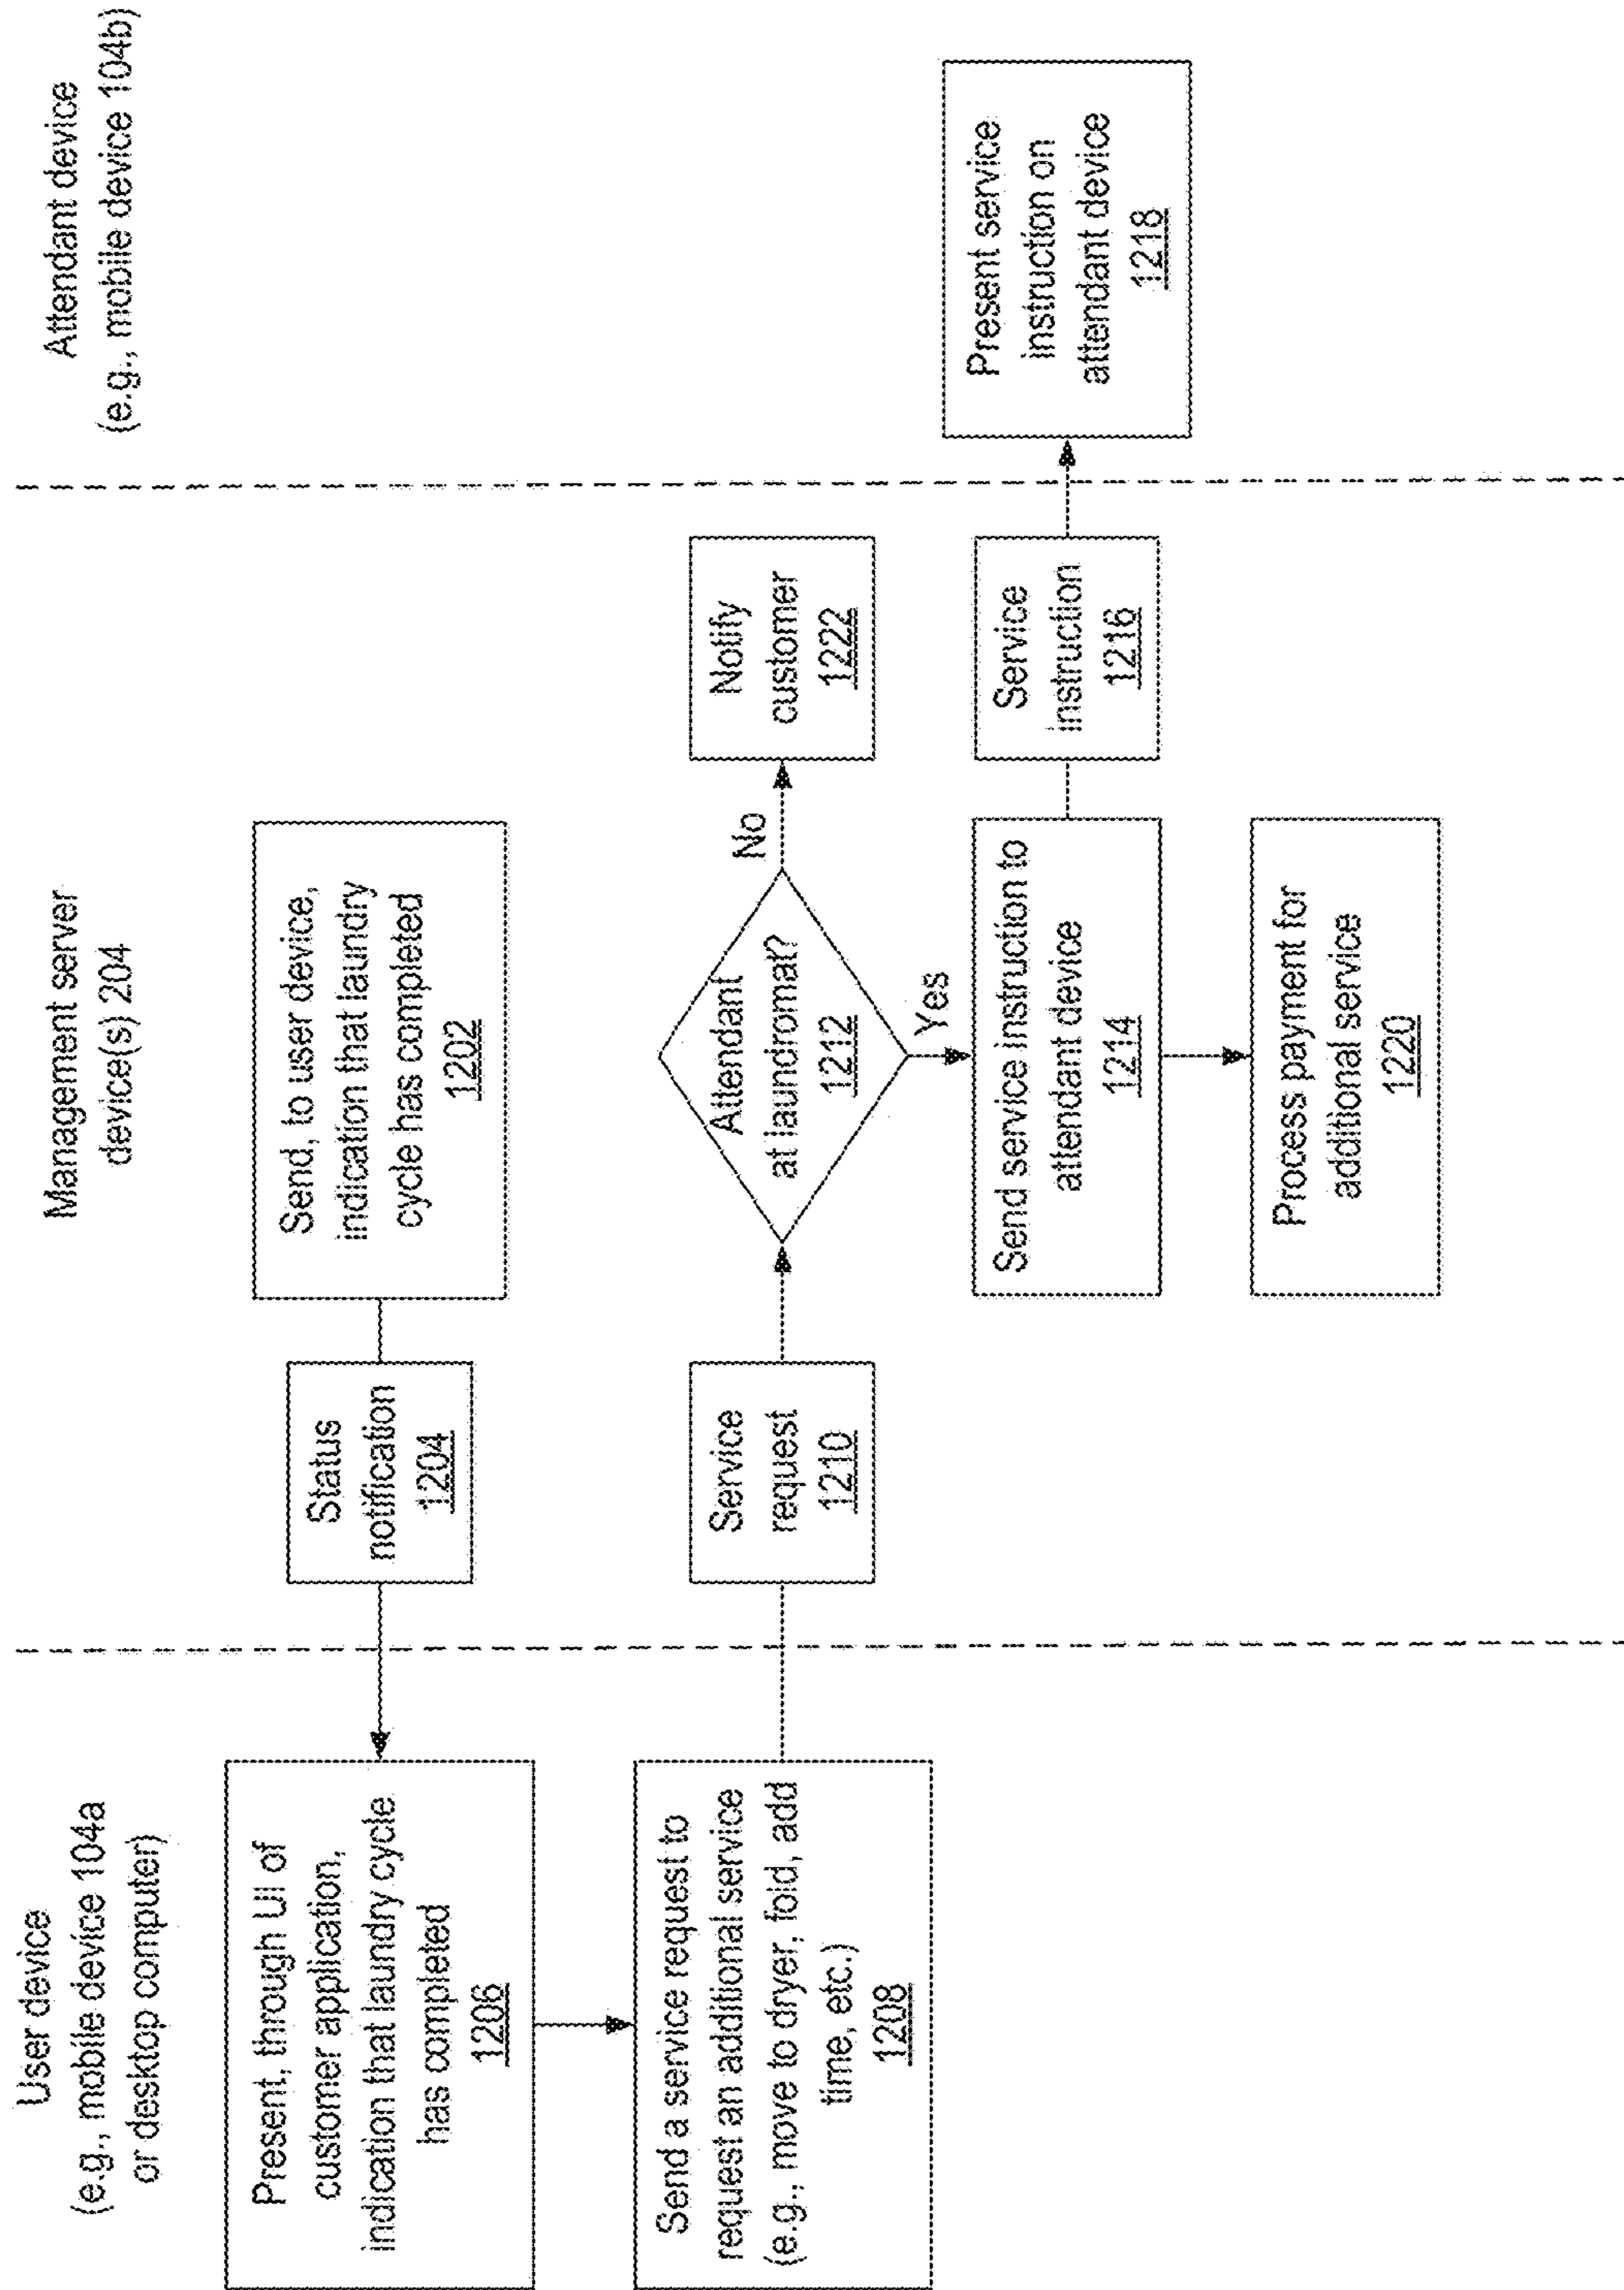 User device
(e.g., mobile device 104a
or desktop computer)
Management server
device(s) 204
Attendant device
(e.g., mobile device 104b)
Send, to user device,
indication that laundry
cycle has completed
1202
Status
notification
1204
Present, through UI of
customer application,
indication that laundry cycle
has completed
1206
Send a service request to
request an additional service
(e.g., move to dryer, fold, add
time, etc.)
1208
Service
request
1210
Attendant
at laundromat?
1212
No
Notify
customer
1222
Yes
Send service instruction to
attendant device
1214
Service
instruction
1216
Present service
instruction on
attendant device
1218
Process payment for
additional service
1220